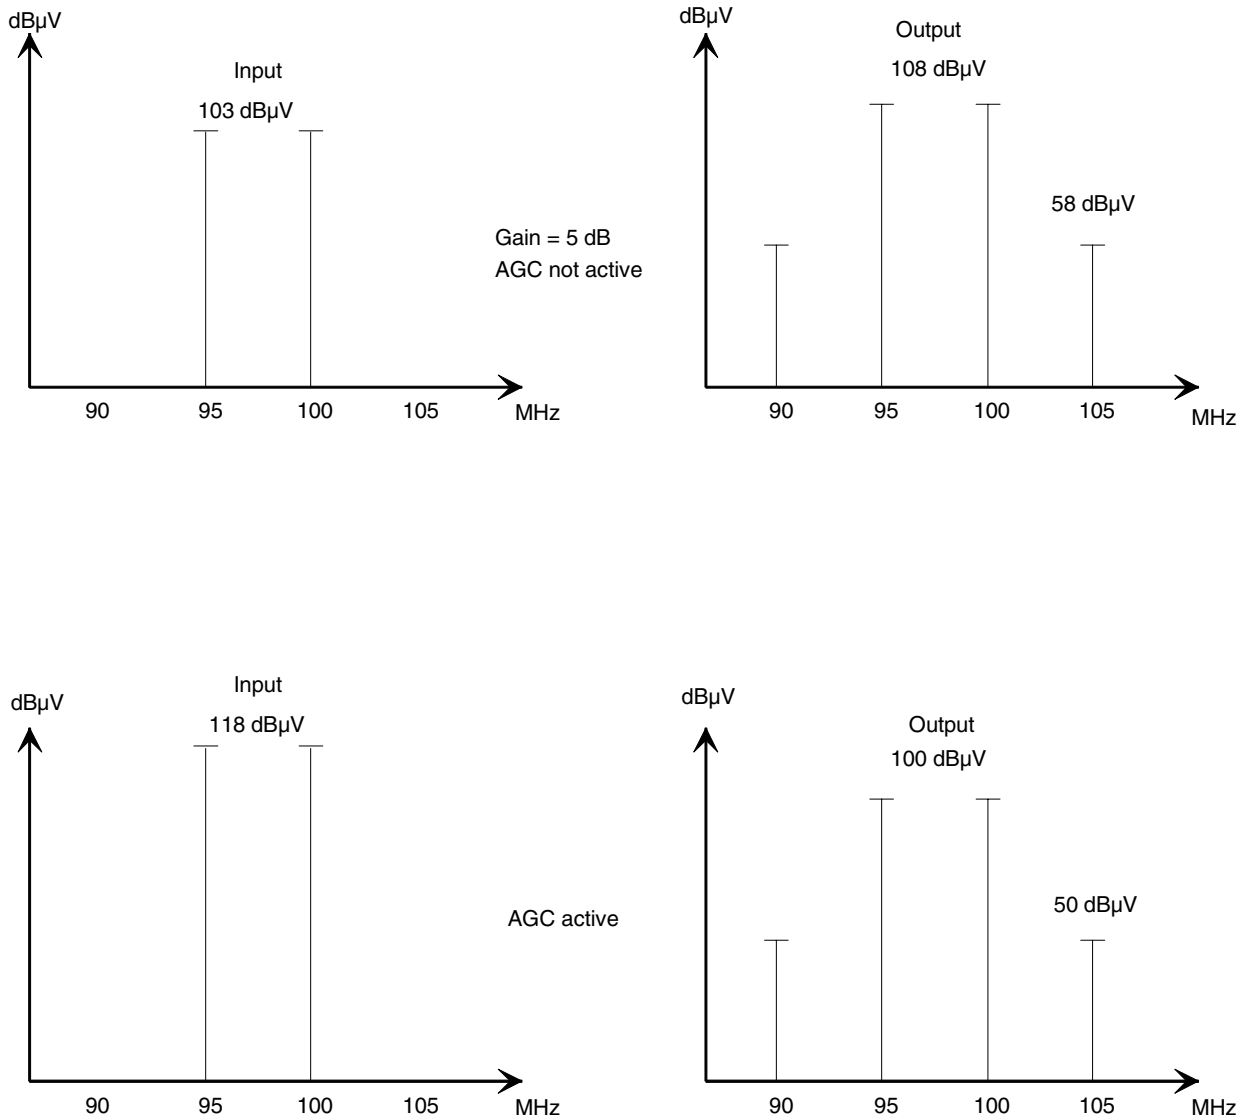 dBµV
Input
103 dBµV
90 95 100 105 MHz
Gain = 5 dB
AGC not active
dBµV
Output
108 dBµV
58 dBµV
90 95 100 105 MHz
dBµV
Input
118 dBµV
90 95 100 105 MHz
AGC active
dBµV
Output
100 dBµV
50 dBµV
90 95 100 105 MHz